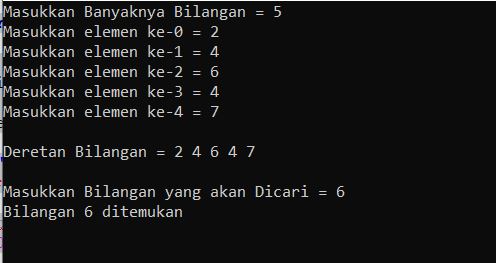 Masukkan Banyaknya Bilangan = 5
Masukkan elemen ke-0 = 2
Masukkan elemen ke-1 = 4
Masukkan elemen ke-2 = 6
Masukkan elemen ke-3 = 4
Masukkan elemen ke-4 = 7
Deretan Bilangan = 2 4 6 4 7
Masukkan Bilangan yang akan Dicari = 6
Bilangan 6 ditemukan